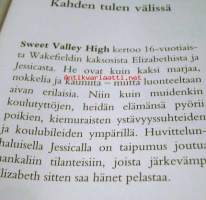 Kahden tulen välissä
Sweet Valley High kertoo 16-vuotiais-
ta Wakefieldin kaksosista Elizabethista ja
Jessicasta. He ovat kuin kaksi marjaa,
nokkelia ja kauniita – mutta luonteeltaan
aivan erilaisia. Niin kuin muidenkin
koulutyttöjen, heidän elämänsä pyörii
poikien, kiemuraisten ystävyyssuhteiden
ja koulubileiden ympärillä. Huvittelun-
haluisella Jessicalla on taipumus joutua
hankaliin tilanteisiin, joista järkevämpi
Elizabeth sitten saa hänet pelastaa.